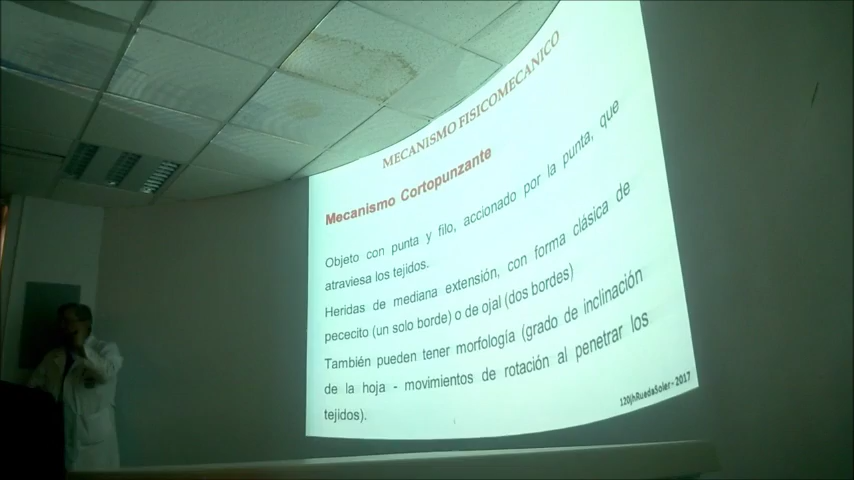 MECANISMO FISICOMECANICO
Mecanismo Cortopunzante
Objeto con punta y filo, accionado por la punta, que
atraviesa los tejidos.
Heridas de mediana extensión, con forma clásica de
pececito (un solo borde) o de ojal (dos bordes)
También pueden tener morfología (grado de inclinación
de la hoja - movimientos de rotación al penetrar los
tejidos).
120jhRuedaSoler - 2017